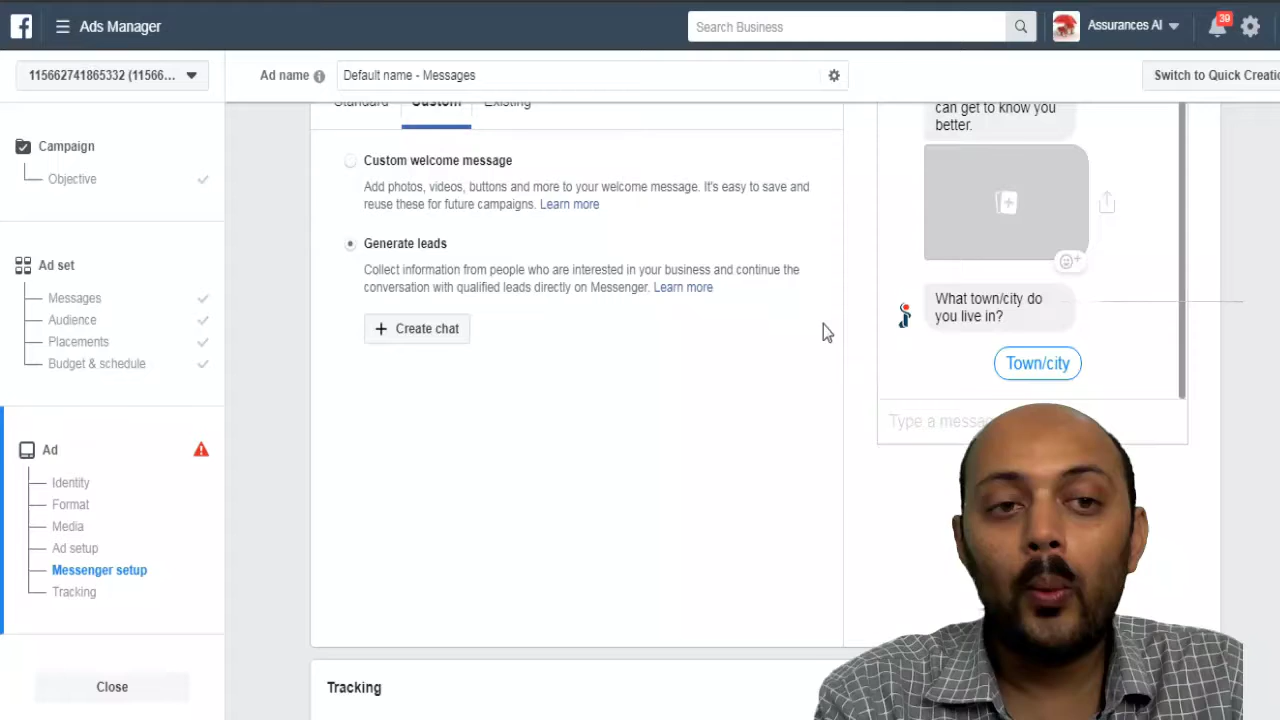 Ads Manager
Search Business
Assurances AI
39
115662741865332 (11566...
Ad name
Default name - Messages
Switch to Quick Creatio
Campaign
Objective
Ad set
Messages
Audience
Placements
Budget & schedule
Ad
Identity
Format
Media
Ad setup
Messenger setup
Tracking
Close
Standard
Custom
Existing
Custom welcome message
Add photos, videos, buttons and more to your welcome message. It's easy to save and
reuse these for future campaigns. Learn more
Generate leads
Collect information from people who are interested in your business and continue the
conversation with qualified leads directly on Messenger. Learn more
+ Create chat
Tracking
can get to know you
better.
What town/city do
you live in?
Town/city
Type a messa